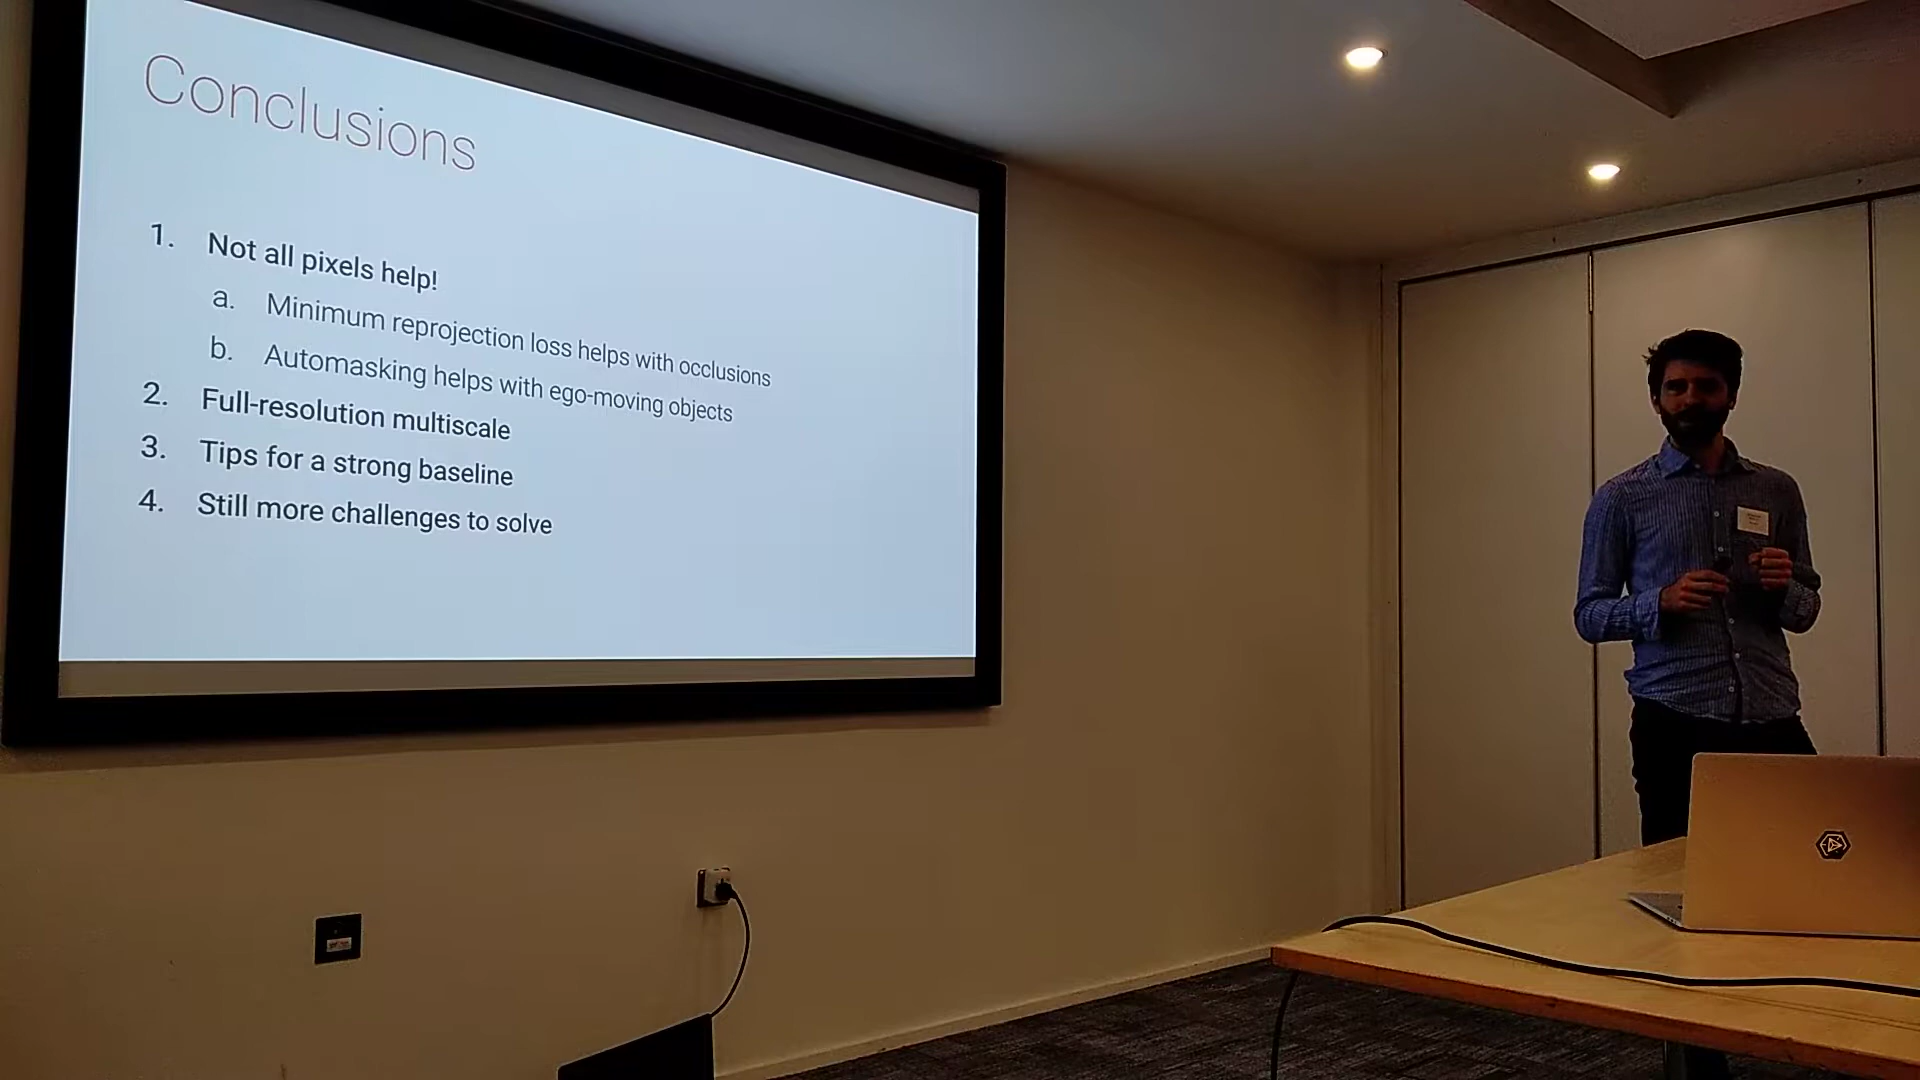 Conclusions
1. Not all pixels help!
a. Minimum reprojection loss helps with occlusions
b. Automasking helps with ego-moving objects
2. Full-resolution multiscale
3. Tips for a strong baseline
4. Still more challenges to solve